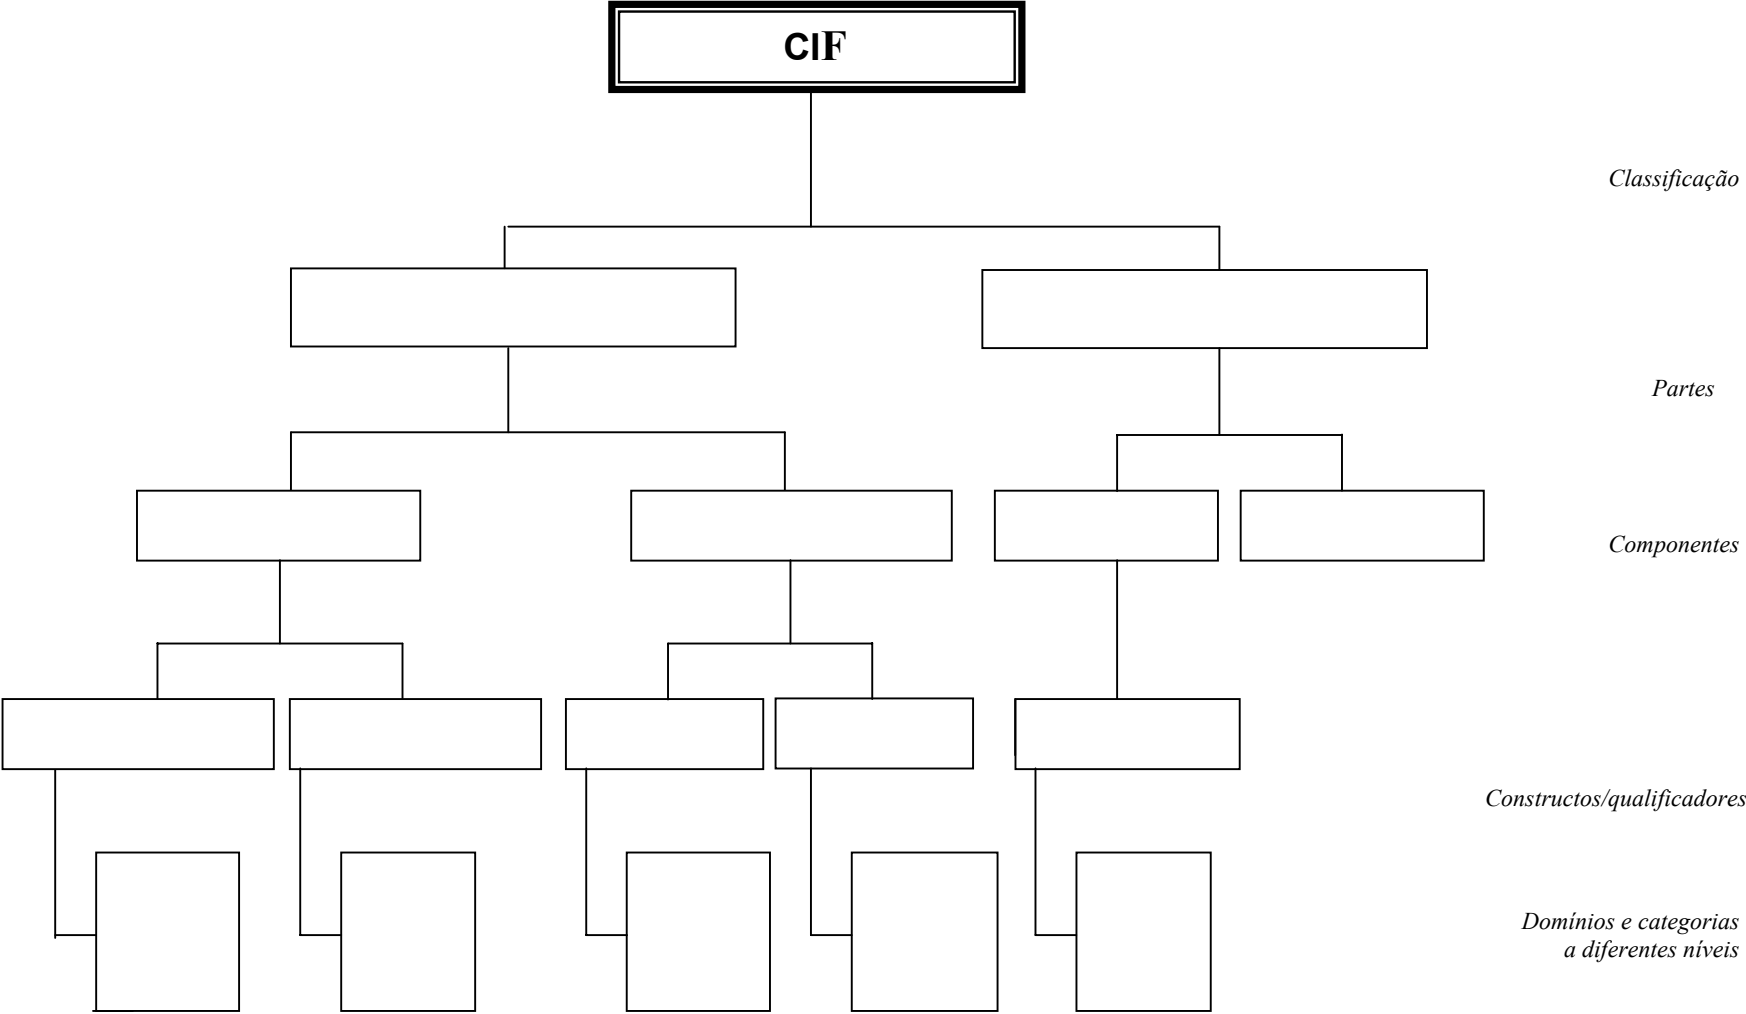 CIF
Classificação
Partes
Componentes
Constructos/qualificadores
Domínios e categorias
a diferentes níveis